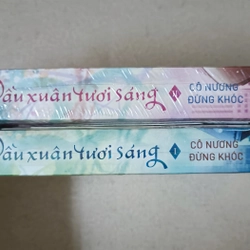 Đầu xuân tươi sáng
CÔ NƯƠNG
ĐỪNG KHÓC
Đầu xuân tươi sáng 1
CÔ NƯƠNG
ĐỪNG KHÓC